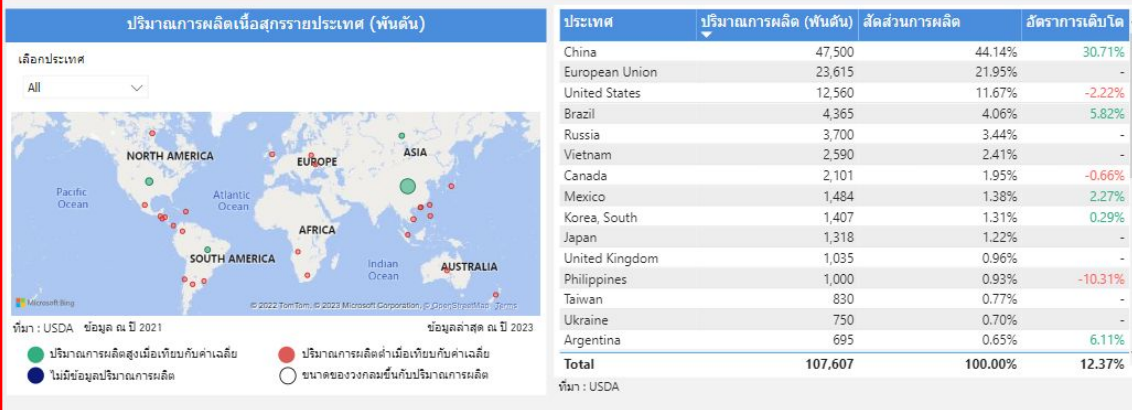 ปริมาณการผลิตเนื้อสุกรรายประเทศ (พันตัน)
เลือกประเทศ
All
NORTH AMERICA
EUROPE
ASIA
Pacific
Ocean
Atlantic
Ocean
AFRICA
SOUTH AMERICA
Indian
Ocean
AUSTRALIA
Microsoft Bing
© 2022 TomTom, © 2023 Microsoft Corporation, © OpenStreetMap Terms
ที่มา : USDA ข้อมูล ณ ปี 2021 ข้อมูลล่าสุด ณ ปี 2023
ปริมาณการผลิตสูงเมื่อเทียบกับค่าเฉลี่ย ปริมาณการผลิตต่ำเมื่อเทียบกับค่าเฉลี่ย
ไม่มีข้อมูลปริมาณการผลิต ขนาดของวงกลมขึ้นกับปริมาณการผลิต
ประเทศ ปริมาณการผลิต (พันตัน) สัดส่วนการผลิต อัตราการเติบโต
China 47,500 44.14% 30.71%
European Union 23,615 21.95% -
United States 12,560 11.67% -2.22%
Brazil 4,365 4.06% 5.82%
Russia 3,700 3.44% -
Vietnam 2,590 2.41% -
Canada 2,101 1.95% -0.66%
Mexico 1,484 1.38% 2.27%
Korea, South 1,407 1.31% 0.29%
Japan 1,318 1.22% -
United Kingdom 1,035 0.96% -
Philippines 1,000 0.93% -10.31%
Taiwan 830 0.77% -
Ukraine 750 0.70% -
Argentina 695 0.65% 6.11%
Total 107,607 100.00% 12.37%
ที่มา : USDA